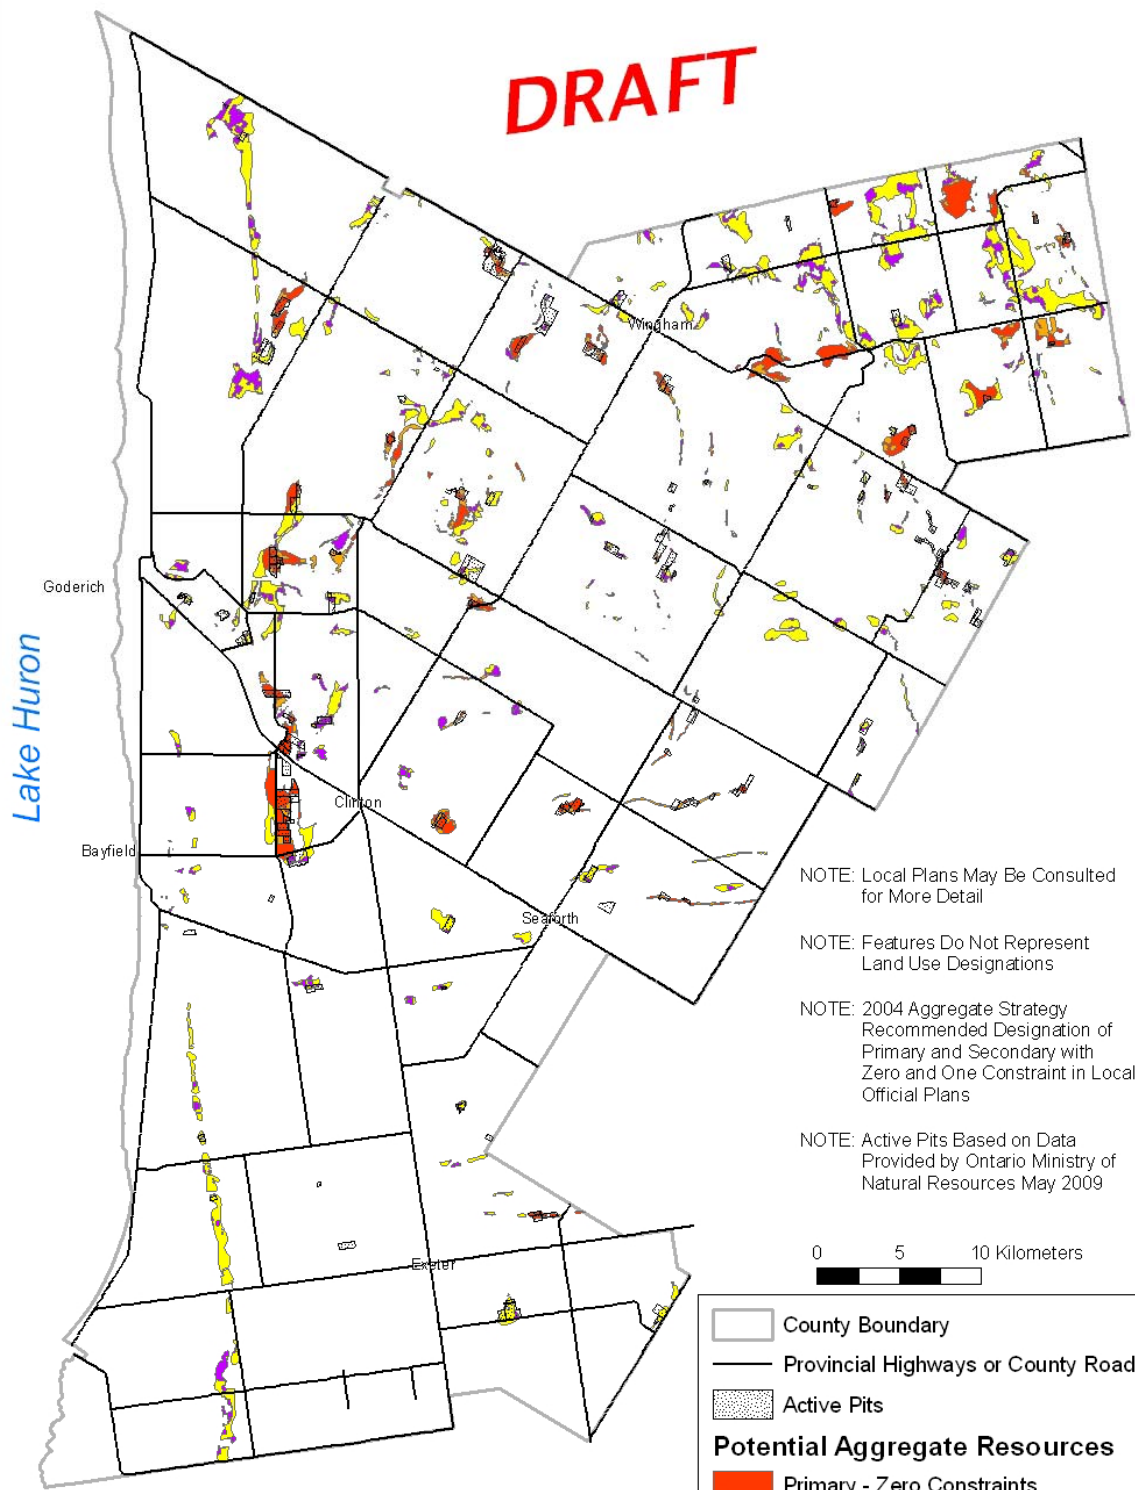 DRAFT
Wingham
Goderich
Lake Huron
Clinton
Bayfield
Seaforth
Exeter
NOTE: Local Plans May Be Consulted
for More Detail
NOTE: Features Do Not Represent
Land Use Designations
NOTE: 2004 Aggregate Strategy
Recommended Designation of
Primary and Secondary with
Zero and One Constraint in Local
Official Plans
NOTE: Active Pits Based on Data
Provided by Ontario Ministry of
Natural Resources May 2009
0 5 10 Kilometers
County Boundary
Provincial Highways or County Road
Active Pits
Potential Aggregate Resources
Primary - Zero Constraints